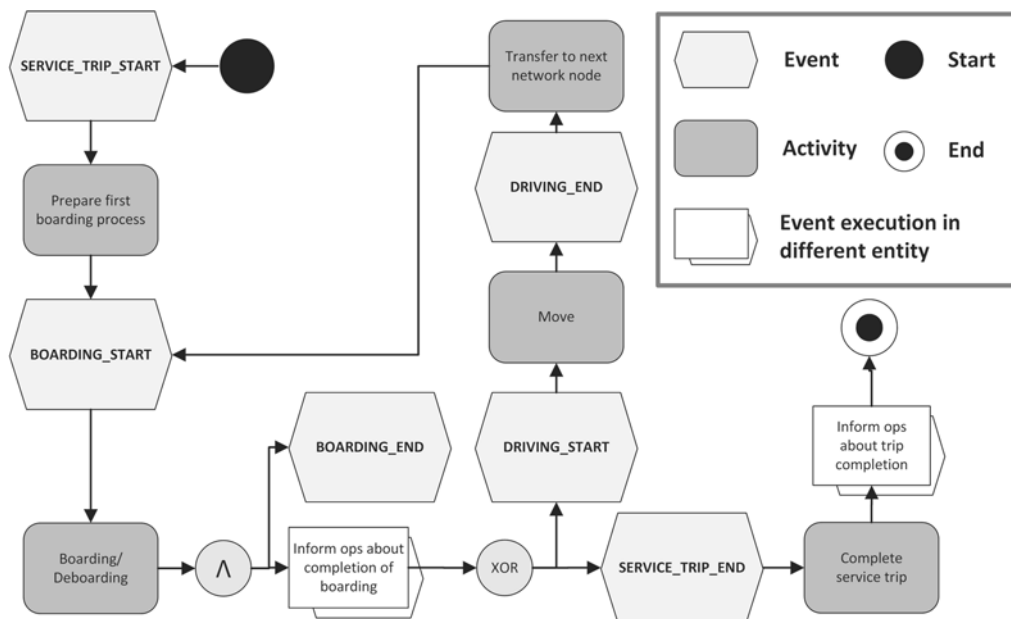 SERVICE_TRIP_START
Prepare first
boarding process
BOARDING_START
Boarding/
Deboarding
Λ
BOARDING_END
Inform ops about
completion of
boarding
XOR
Transfer to next
network node
DRIVING_END
Move
DRIVING_START
SERVICE_TRIP_END
Complete
service trip
Inform ops
about trip
completion
Event
Start
Activity
End
Event execution in
different entity